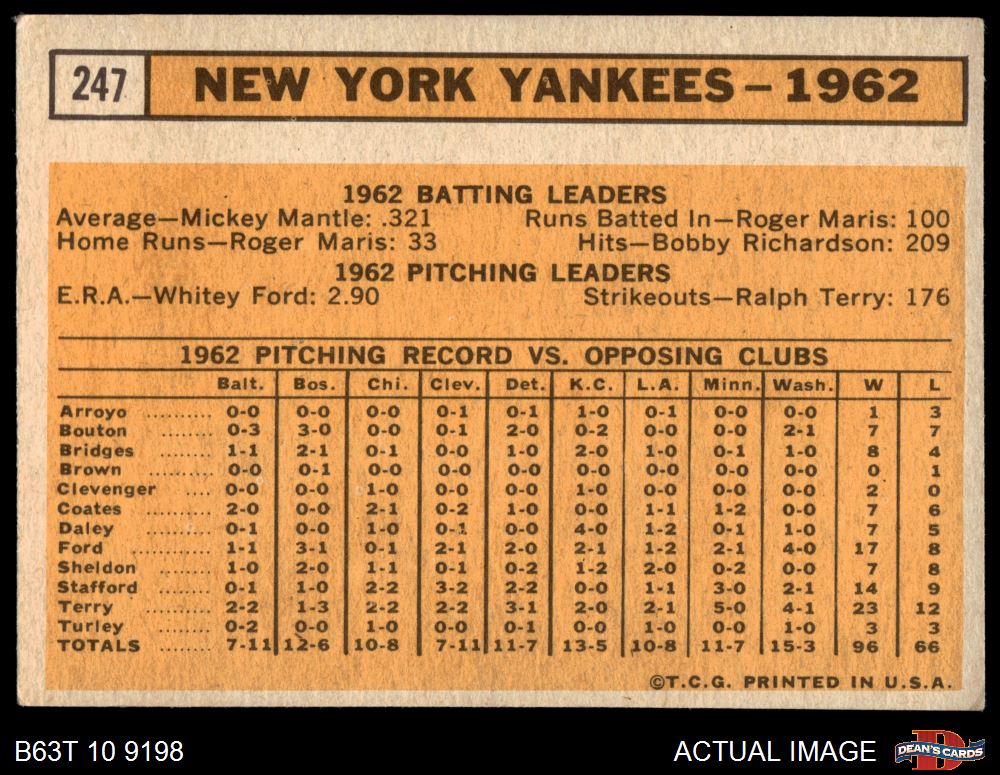 247 NEW YORK YANKEES – 1962
1962 BATTING LEADERS
Average—Mickey Mantle: .321 Runs Batted In—Roger Maris: 100
Home Runs—Roger Maris: 33 Hits—Bobby Richardson: 209
1962 PITCHING LEADERS
E.R.A.—Whitey Ford: 2.90 Strikeouts—Ralph Terry: 176
1962 PITCHING RECORD VS. OPPOSING CLUBS
Balt. Bos. Chi. Clev. Det. K.C. L.A. Minn. Wash. W L
Arroyo .......... 0-0 0-0 0-0 0-1 0-1 1-0 0-1 0-0 0-0 1 3
Bouton ........ 0-3 3-0 0-0 0-1 2-0 0-2 0-0 0-0 2-1 7 7
Bridges ........ 1-1 2-1 0-1 0-0 1-0 2-0 1-0 0-1 1-0 8 4
Brown ......... 0-0 0-1 0-0 0-0 0-0 0-0 0-0 0-0 0-0 0 1
Clevenger .... 0-0 0-0 1-0 0-0 0-0 1-0 0-0 0-0 0-0 2 0
Coates ......... 2-0 0-0 2-1 0-2 1-0 0-0 1-1 1-2 0-0 7 6
Daley .......... 0-1 0-0 1-0 0-1 0-0 4-0 1-2 0-1 1-0 7 5
Ford ............ 1-1 3-1 0-1 2-1 2-0 2-1 1-2 2-1 4-0 17 8
Sheldon ........ 1-0 2-0 1-1 0-1 0-2 1-2 2-0 0-2 0-0 7 8
Stafford ........ 0-1 1-0 2-2 3-2 2-2 0-0 1-1 3-0 2-1 14 9
Terry .......... 2-2 1-3 2-2 2-2 3-1 2-0 2-1 5-0 4-1 23 12
Turley ......... 0-2 0-0 1-0 0-0 0-1 0-0 1-0 0-0 1-0 3 3
TOTALS ........ 7-11 12-6 10-8 7-11 11-7 13-5 10-8 11-7 15-3 96 66
©T.C.G. PRINTED IN U.S.A.
B63T 10 9198 ACTUAL IMAGE DEAN'S CARDS